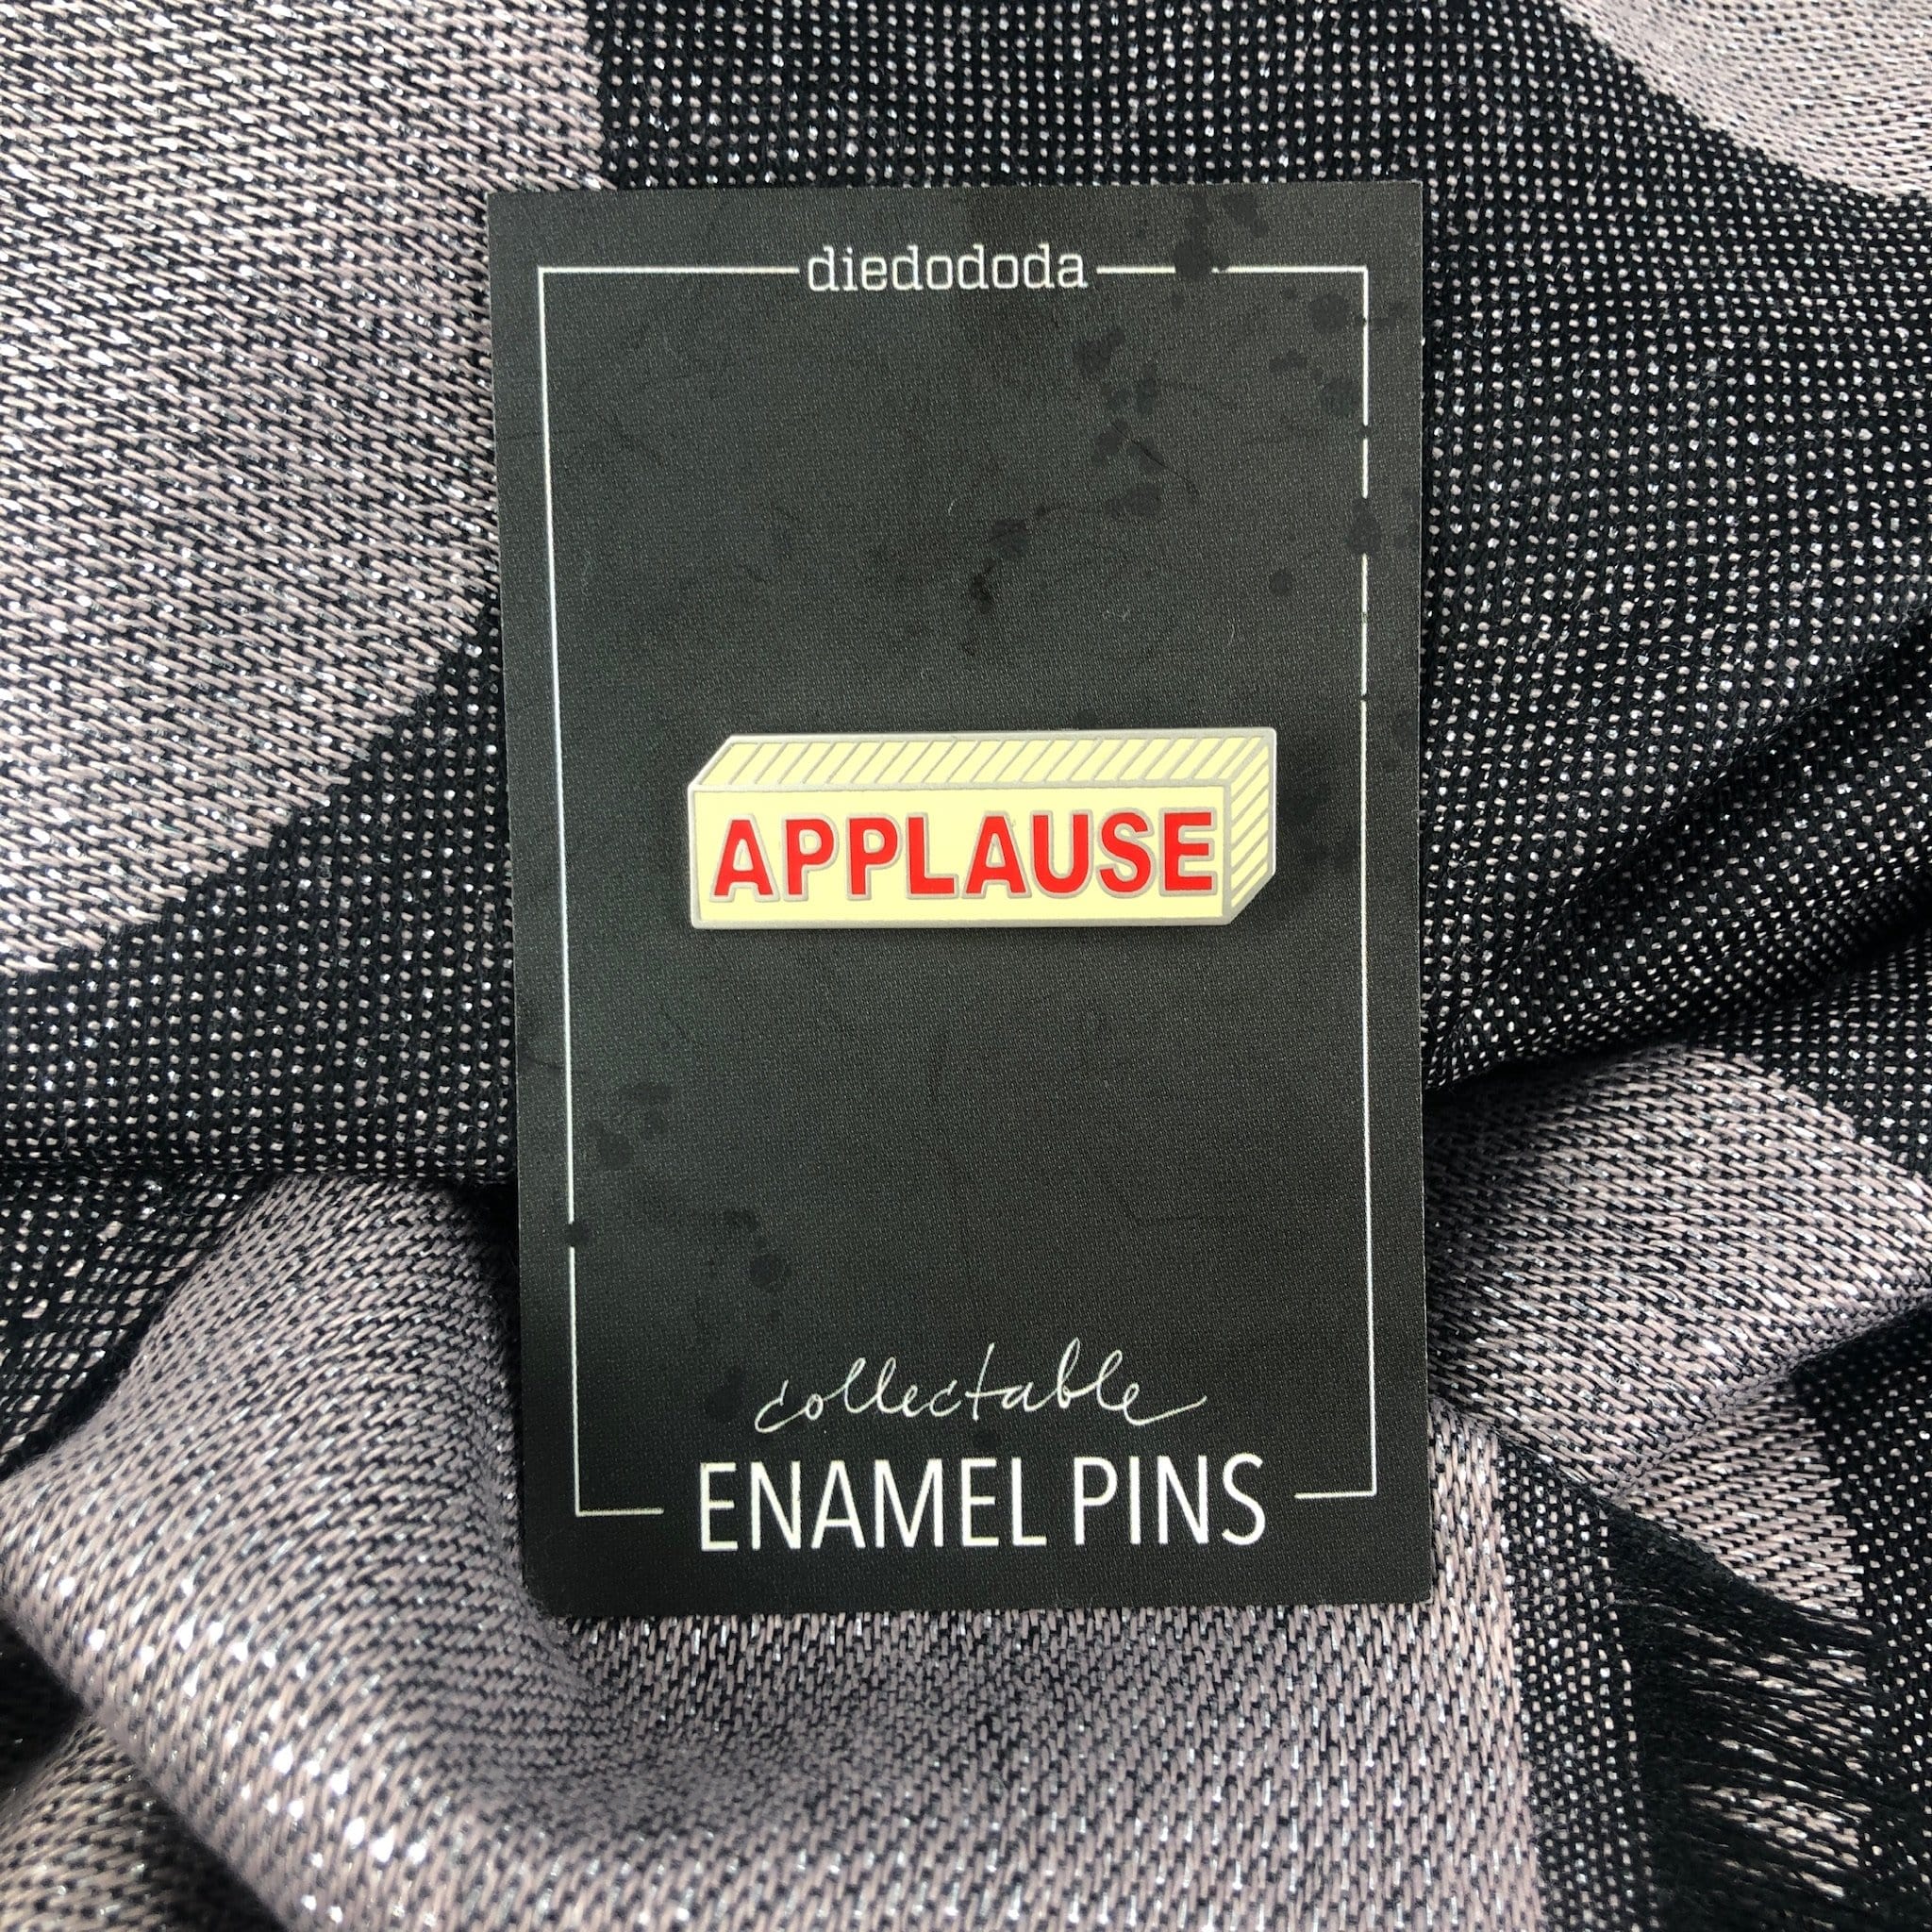 diedododa
APPLAUSE
collectable
ENAMEL PINS